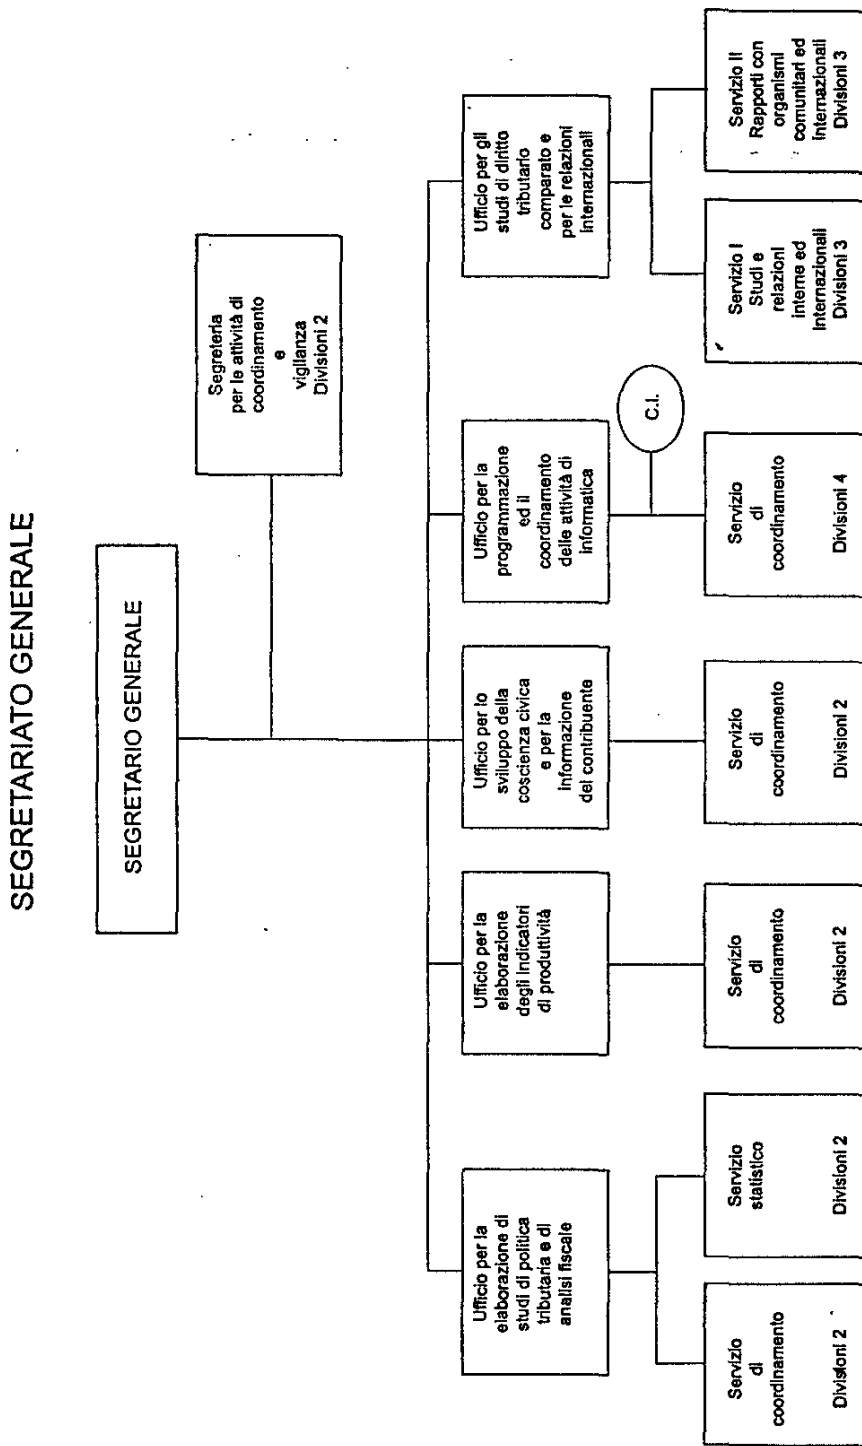 SEGRETARIATO GENERALE
SEGRETARIO GENERALE
Segreteria
per le attività di
coordinamento
e
vigilanza
Divisioni 2
Ufficio per la
elaborazione di
studi di politica
tributaria e di
analisi fiscale
Ufficio per la
elaborazione
degli Indicatori
di produttività
Ufficio per lo
sviluppo della
coscienza civica
e per la
informazione
del contribuente
Ufficio per la
programmazione
ed il
coordinamento
delle attività di
informatica
Ufficio per gli
studi di diritto
tributario
comparato e
per le relazioni
internazionali
C.I.
Servizio
di
coordinamento
Divisioni 2
Servizio
statistico
Divisioni 2
Servizio
di
coordinamento
Divisioni 2
Servizio
di
coordinamento
Divisioni 2
Servizio
di
coordinamento
Divisioni 4
Servizio I
Studi e
relazioni
interne ed
Internazionali
Divisioni 3
Servizio II
Rapporti con
organismi
comunitari ed
Internazionali
Divisioni 3